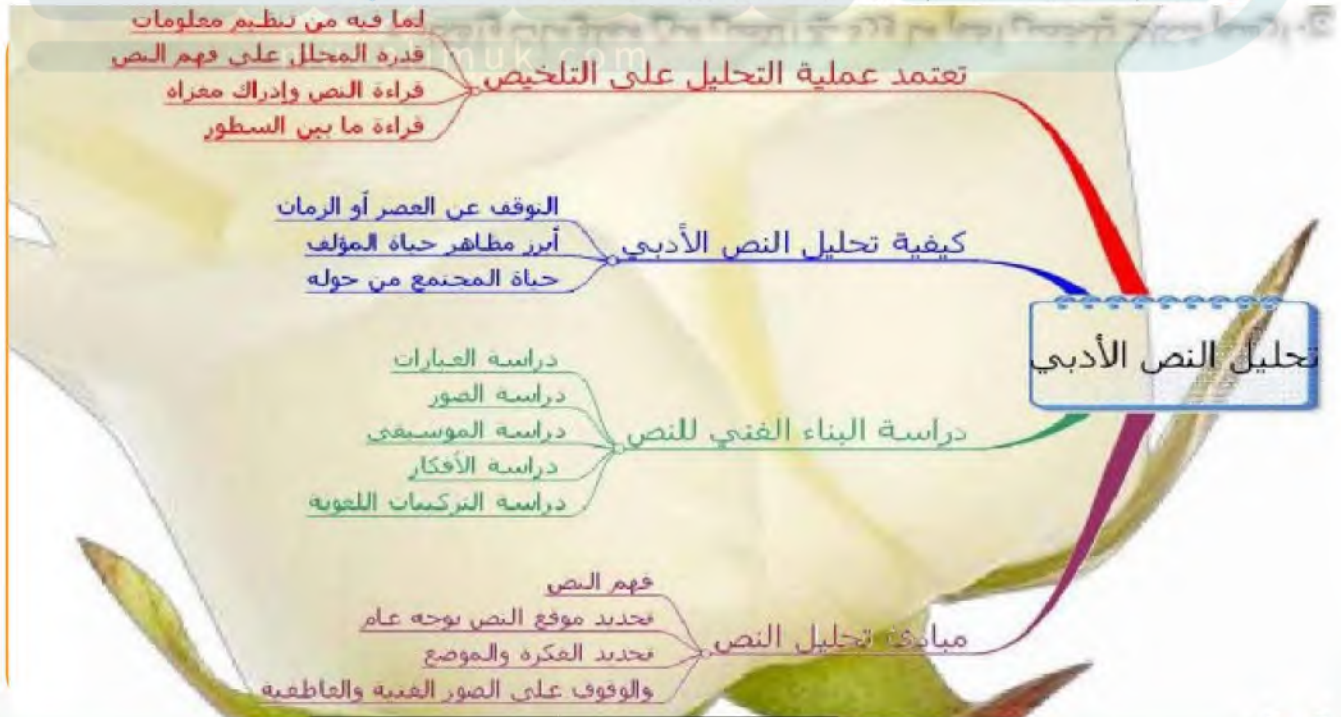 لما فيه من تنظيم معلومات
قدرة المحلل على فهم النص
قراءة النص وإدراك مغزاه
قراءة ما بين السطور
تعتمد عملية التحليل على التلخيص
التوقف عن العصر أو الزمان
أبرز مظاهر حياة المؤلف
حياة المجتمع من حوله
كيفية تحليل النص الأدبي
تحليل النص الأدبي
دراسة العبارات
دراسة الصور
دراسة الموسيقى
دراسة الأفكار
دراسة التركيبات اللغوية
دراسة البناء الفني للنص
فهم النص
تحديد موقع النص بوجه عام
تحديد الفكرة والموضع
والوقوف على الصور الفنية والعاطفية
مبادئ تحليل النص